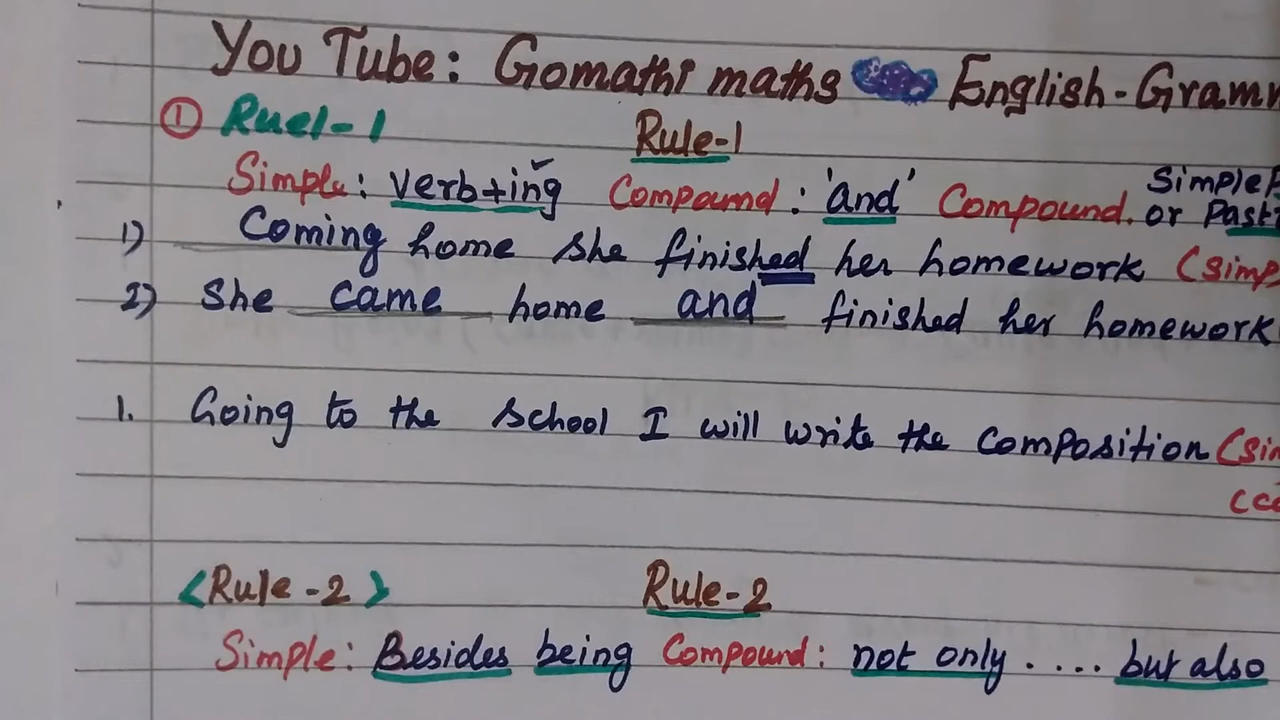 You Tube: Gomathi maths English-Gramm
① Ruel-1 Rule-1
Simple: verb+ing Compound: 'and' Compound. or Past
Simple
1) Coming home she finished her homework (simp
2) She came home and finished her homework
1. Going to the school I will write the composition (sim
(co
<Rule-2> Rule-2
Simple: Besides being Compound: not only .... but also